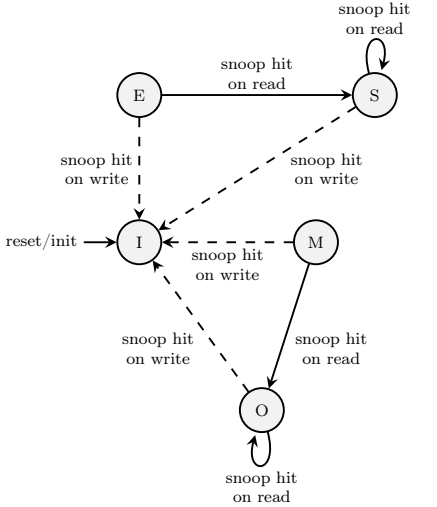 snoop hit
on read
snoop hit
on read
E
S
snoop hit
on write
snoop hit
on write
reset/init
I
M
snoop hit
on write
snoop hit
on write
snoop hit
on read
O
snoop hit
on read